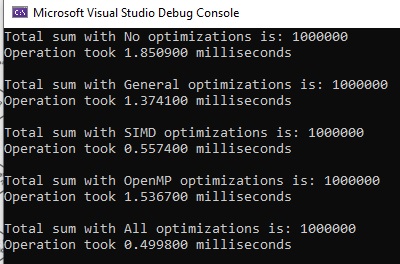 Microsoft Visual Studio Debug Console
Total sum with No optimizations is: 1000000
Operation took 1.850900 milliseconds
Total sum with General optimizations is: 1000000
Operation took 1.374100 milliseconds
Total sum with SIMD optimizations is: 1000000
Operation took 0.557400 milliseconds
Total sum with OpenMP optimizations is: 1000000
Operation took 1.536700 milliseconds
Total sum with All optimizations is: 1000000
Operation took 0.499800 milliseconds